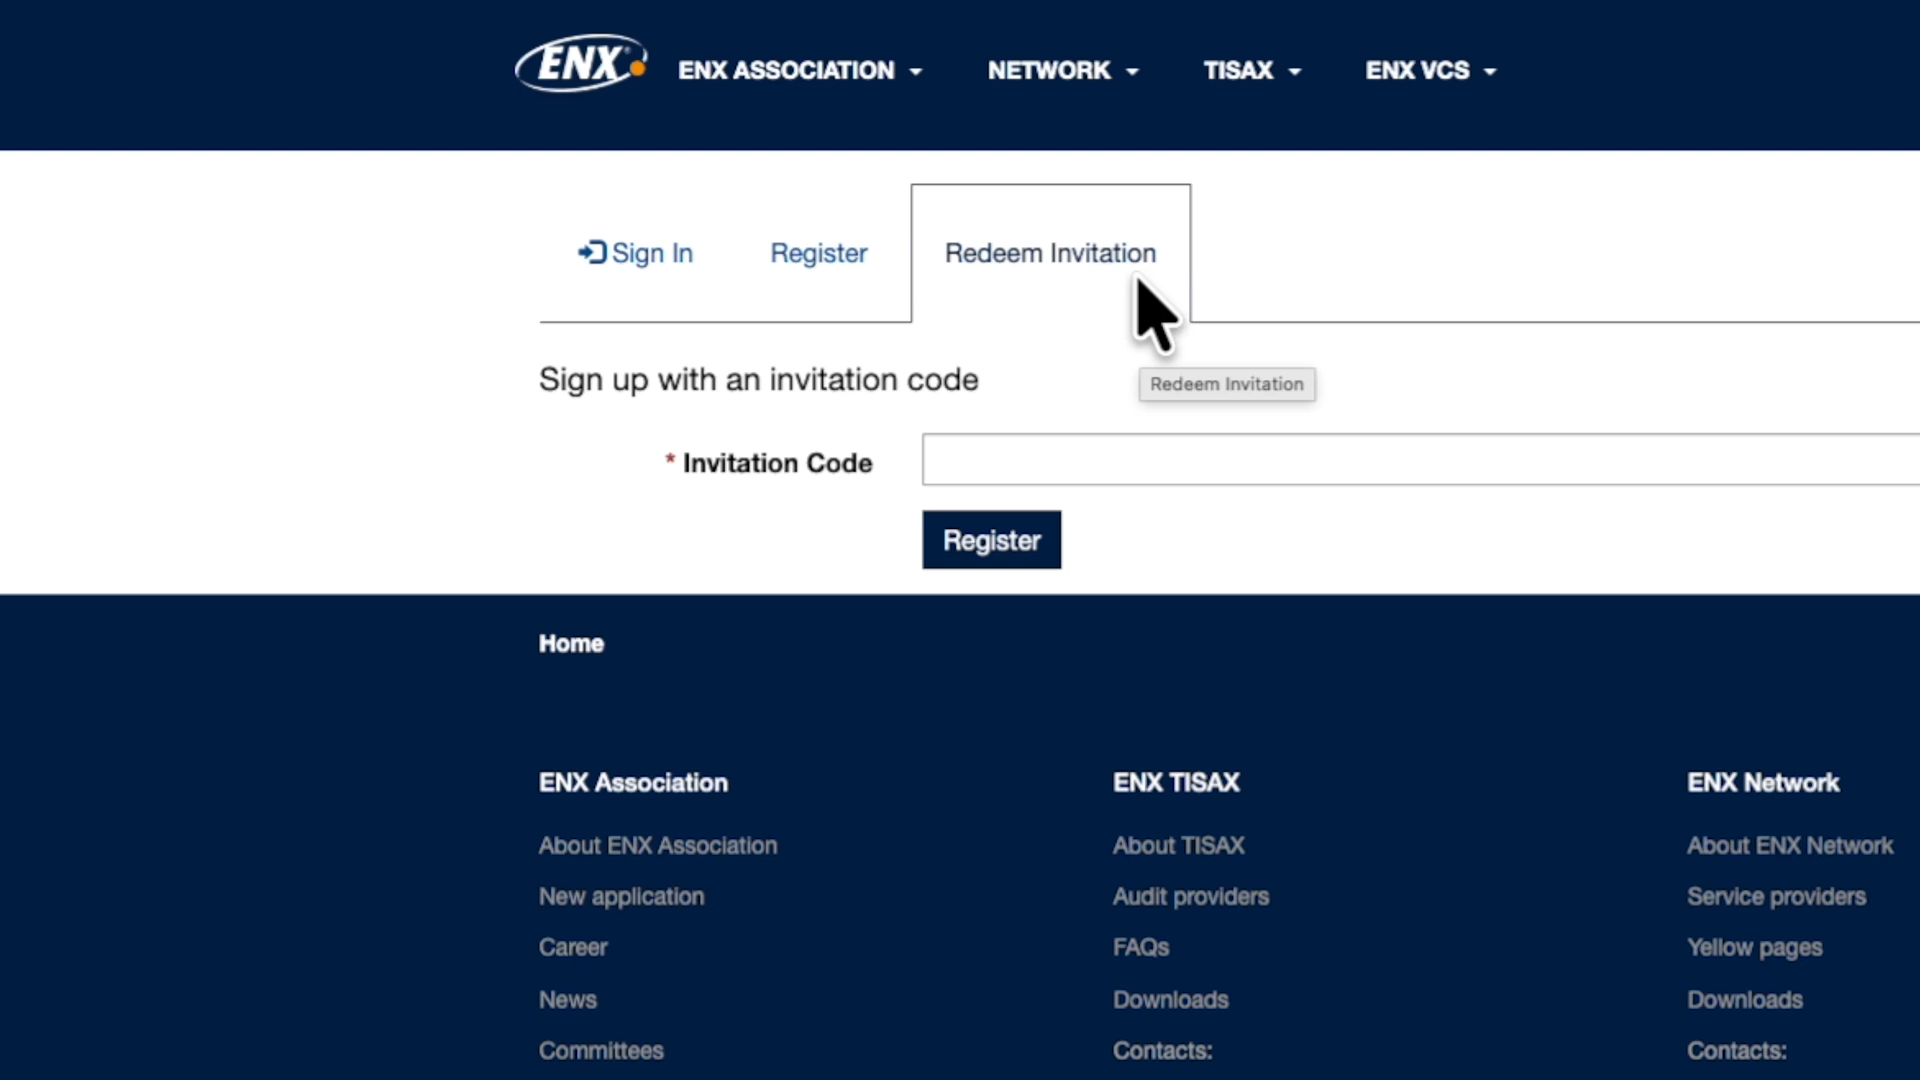 ENX ENX ASSOCIATION NETWORK TISAX ENX VCS
Sign In Register Redeem Invitation
Sign up with an invitation code
Redeem Invitation
* Invitation Code
Register
Home
ENX Association ENX TISAX ENX Network
About ENX Association About TISAX About ENX Network
New application Audit providers Service providers
Career FAQs Yellow pages
News Downloads Downloads
Committees Contacts: Contacts: